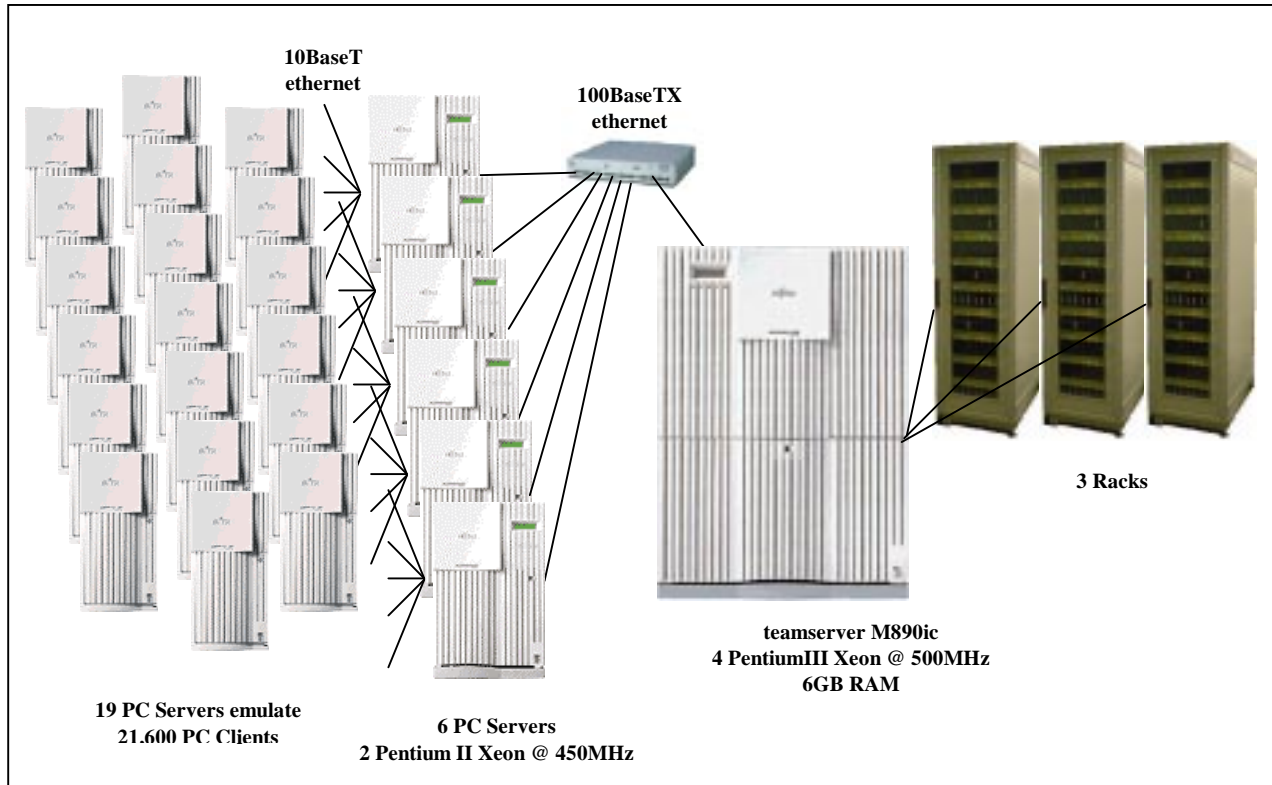 10BaseT
ethernet
100BaseTX
ethernet
3 Racks
teamserver M890ic
4 PentiumIII Xeon @ 500MHz
6GB RAM
19 PC Servers emulate
21.600 PC Clients
6 PC Servers
2 Pentium II Xeon @ 450MHz